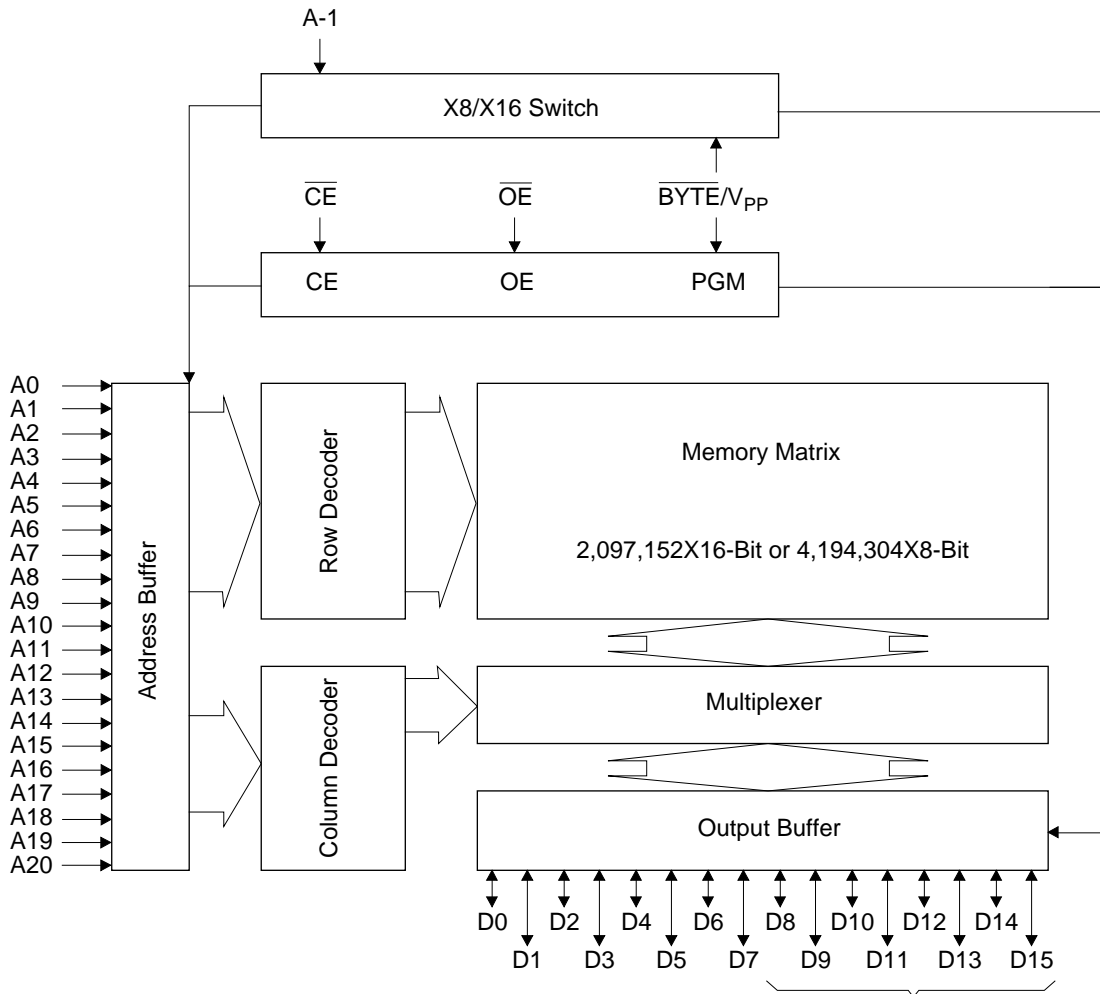 A-1
X8/X16 Switch
CE OE BYTE/VPP
CE OE PGM
A0
A1
A2
A3
A4
A5
A6
A7
A8
A9
A10
A11
A12
A13
A14
A15
A16
A17
A18
A19
A20
Address Buffer
Row Decoder
Memory Matrix
2,097,152X16-Bit or 4,194,304X8-Bit
Column Decoder
Multiplexer
Output Buffer
D0 D2 D4 D6 D8 D10 D12 D14
D1 D3 D5 D7 D9 D11 D13 D15